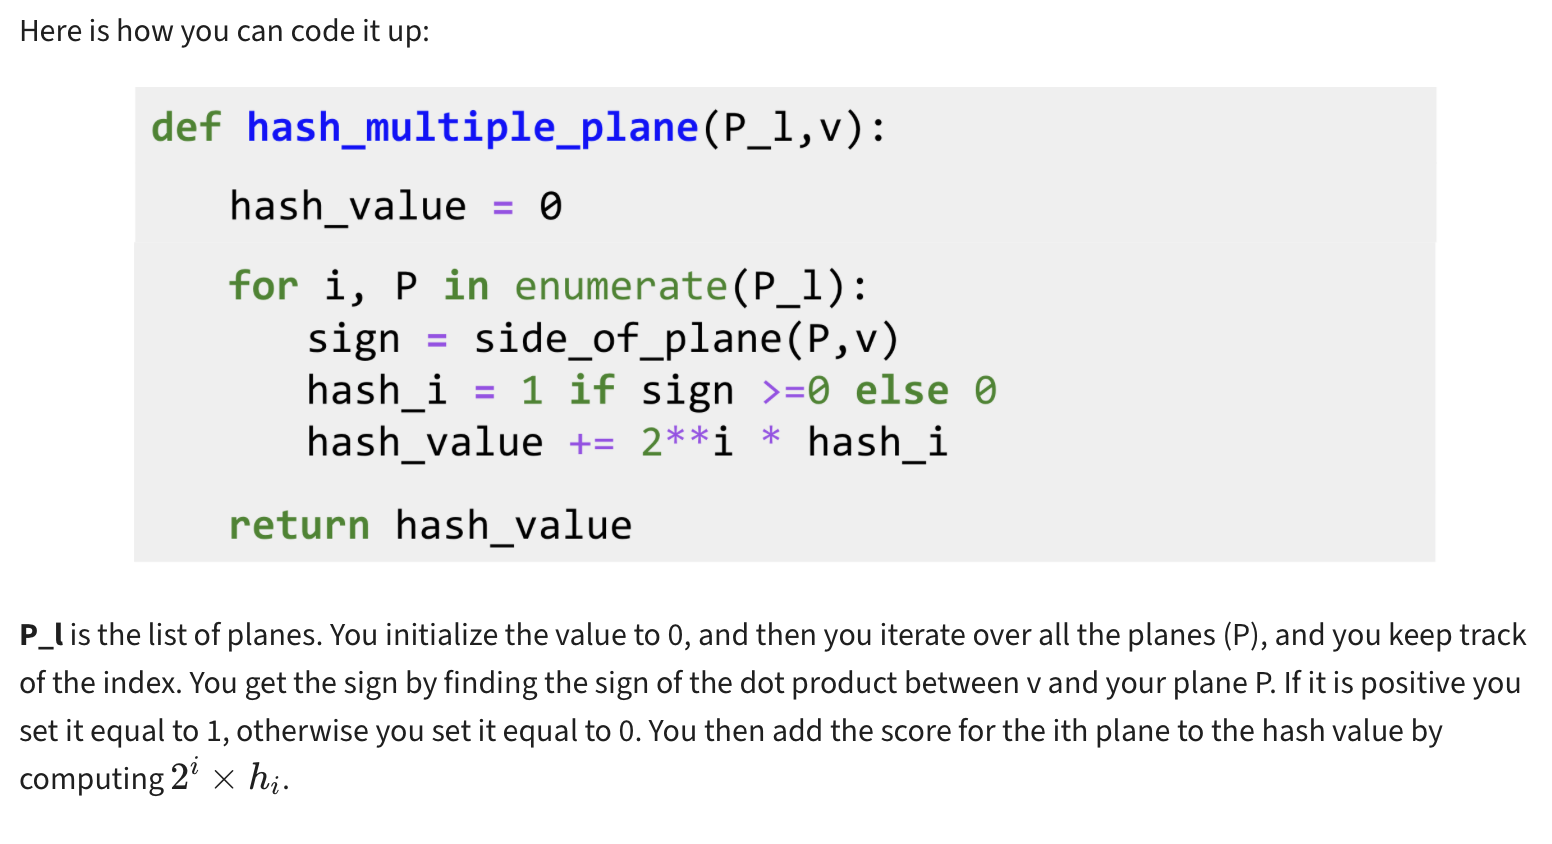 Here is how you can code it up:
def hash_multiple_plane(P_l,v):
hash_value = 0
for i, P in enumerate(P_l):
sign = side_of_plane(P,v)
hash_i = 1 if sign >=0 else 0
hash_value += 2**i * hash_i
return hash_value
P_l is the list of planes. You initialize the value to 0, and then you iterate over all the planes (P), and you keep track
of the index. You get the sign by finding the sign of the dot product between v and your plane P. If it is positive you
set it equal to 1, otherwise you set it equal to 0. You then add the score for the ith plane to the hash value by
computing 2^i × h_i.